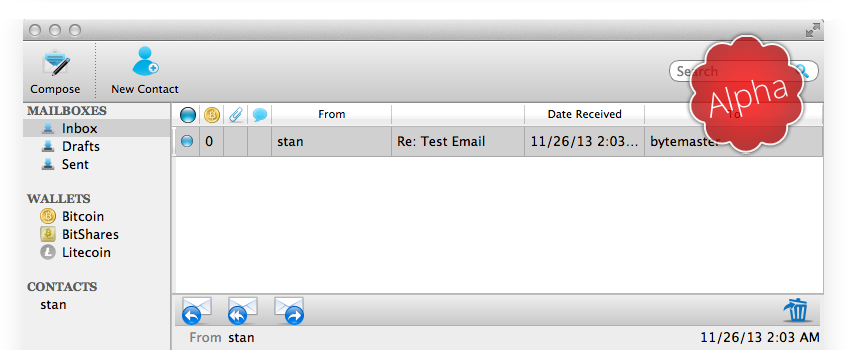 Search
Alpha
Compose
New Contact
MAILBOXES
Inbox
Drafts
Sent
WALLETS
Bitcoin
BitShares
Litecoin
CONTACTS
stan
From Date Received To
0 stan Re: Test Email 11/26/13 2:03... bytemaster
From stan 11/26/13 2:03 AM